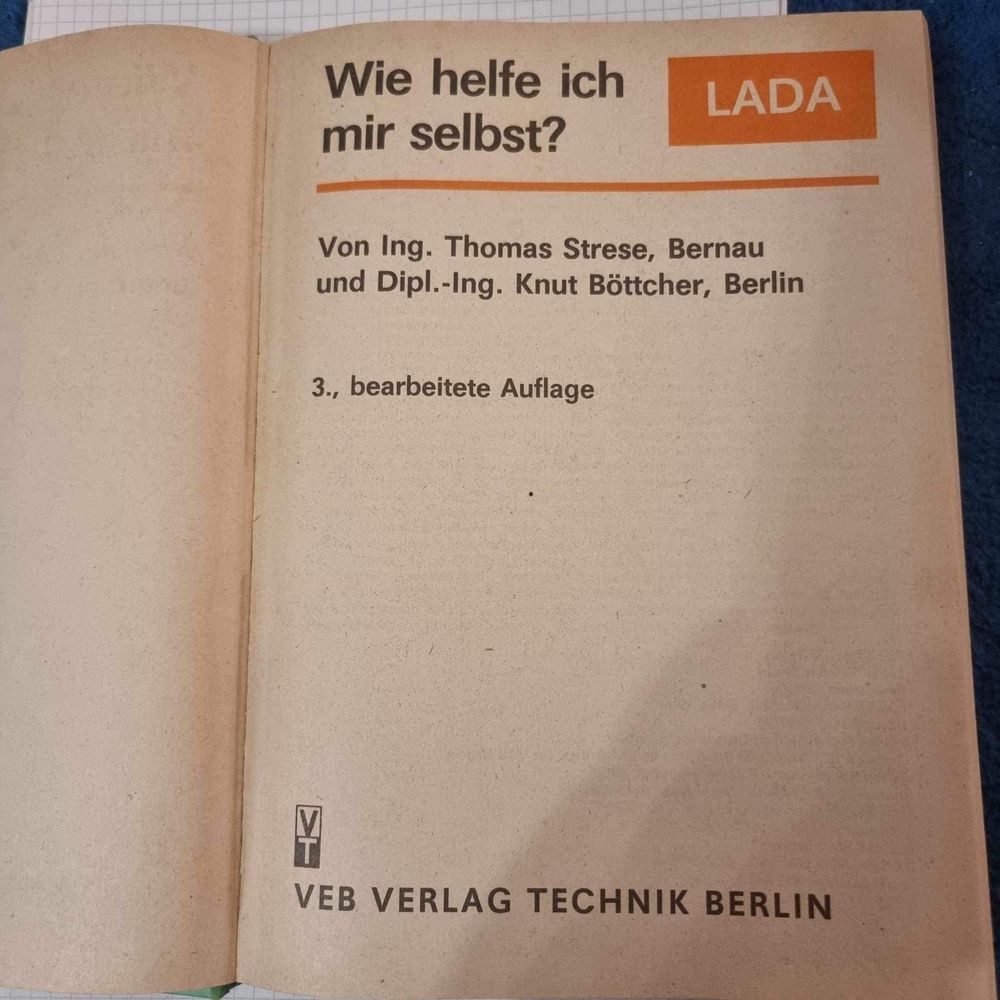 Wie helfe ich
mir selbst?
LADA
Von Ing. Thomas Strese, Bernau
und Dipl.-Ing. Knut Böttcher, Berlin
3., bearbeitete Auflage
VT
VEB VERLAG TECHNIK BERLIN